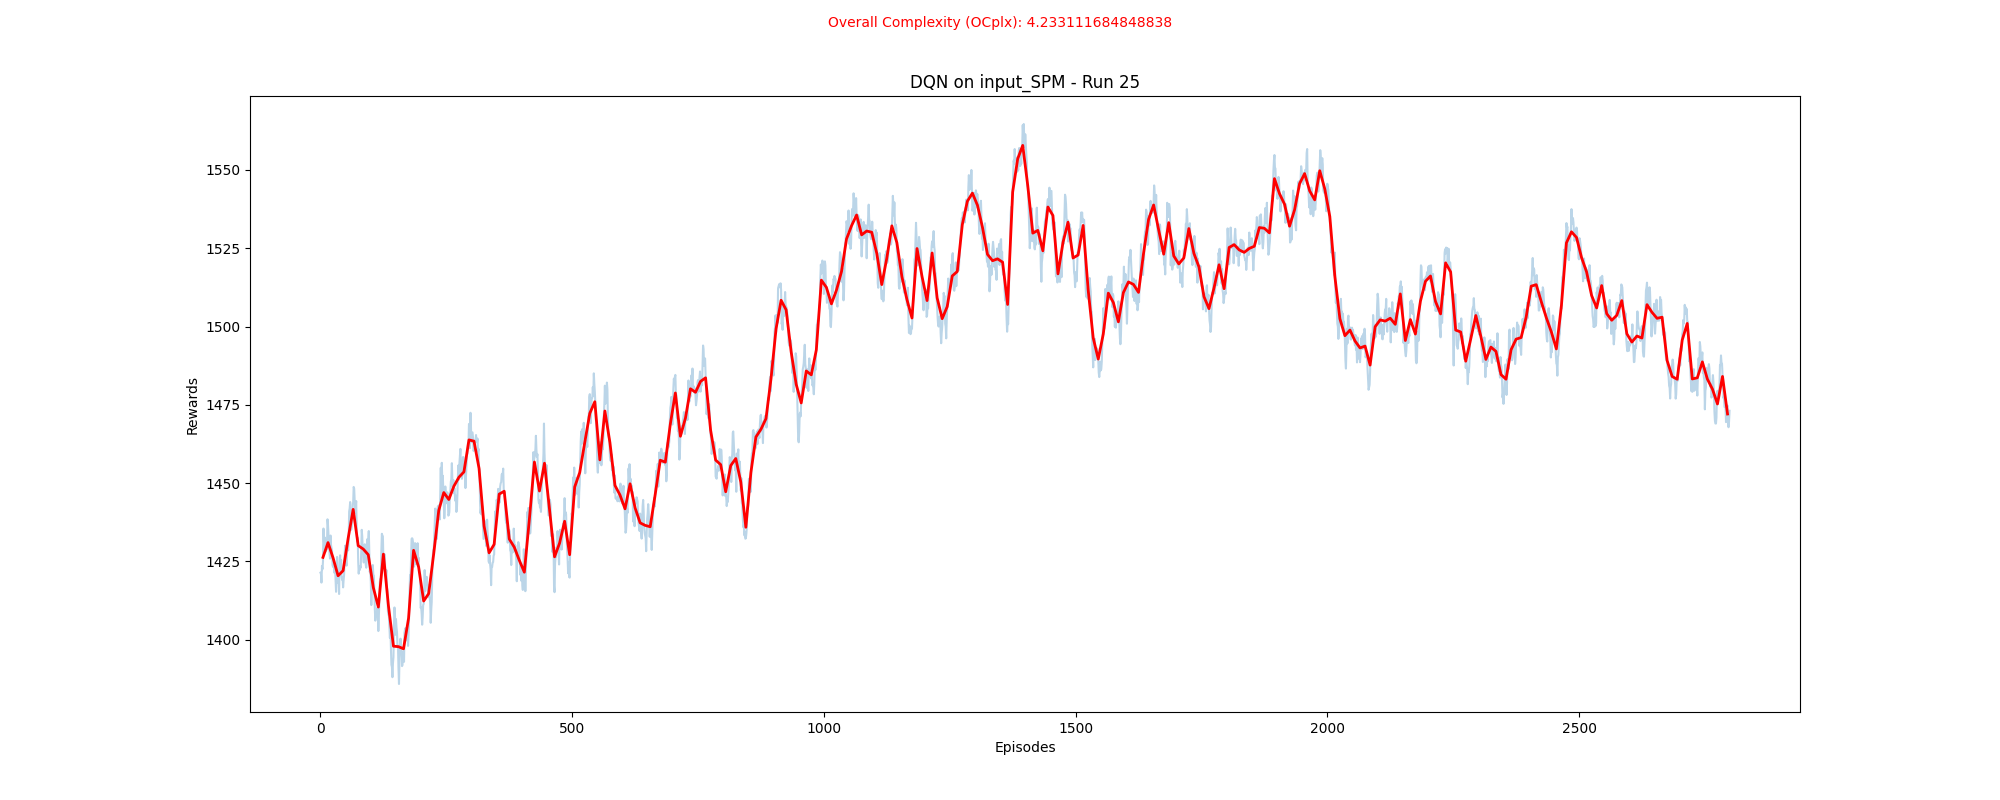 Overall Complexity (OCplx): 4.233111684848838
DQN on input_SPM - Run 25
1550
1525
1500
1475
1450
1425
1400
Rewards
0 500 1000 1500 2000 2500
Episodes